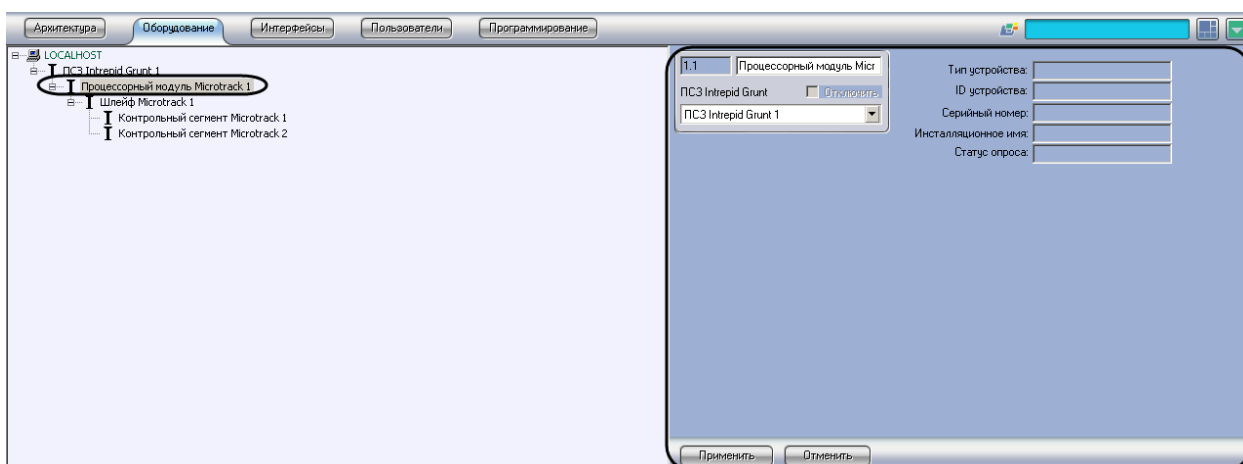 Архитектура Оборудование Интерфейсы Пользователи Программирование
LOCALHOST
ПСЗ Intrepid Grunt 1
Процессорный модуль Microtrack 1
Шлейф Microtrack 1
Контрольный сегмент Microtrack 1
Контрольный сегмент Microtrack 2
1.1 Процессорный модуль Micr
ПСЗ Intrepid Grunt Отключить
ПСЗ Intrepid Grunt 1
Тип устройства:
ID устройства:
Серийный номер:
Инсталляционное имя:
Статус опроса:
Применить Отменить